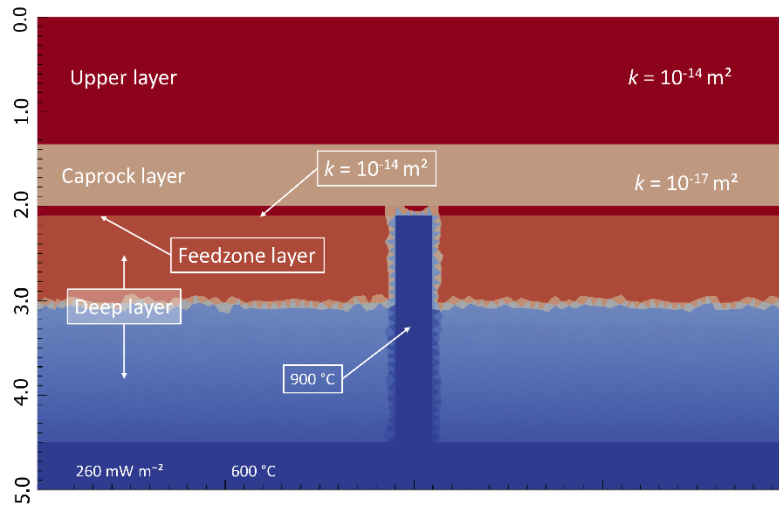 0.0
Upper layer
k = 10⁻¹⁴ m²
1.0
k = 10⁻¹⁴ m²
Caprock layer
k = 10⁻¹⁷ m²
2.0
Feedzone layer
3.0
Deep layer
900 °C
4.0
260 mW m⁻²
600 °C
5.0